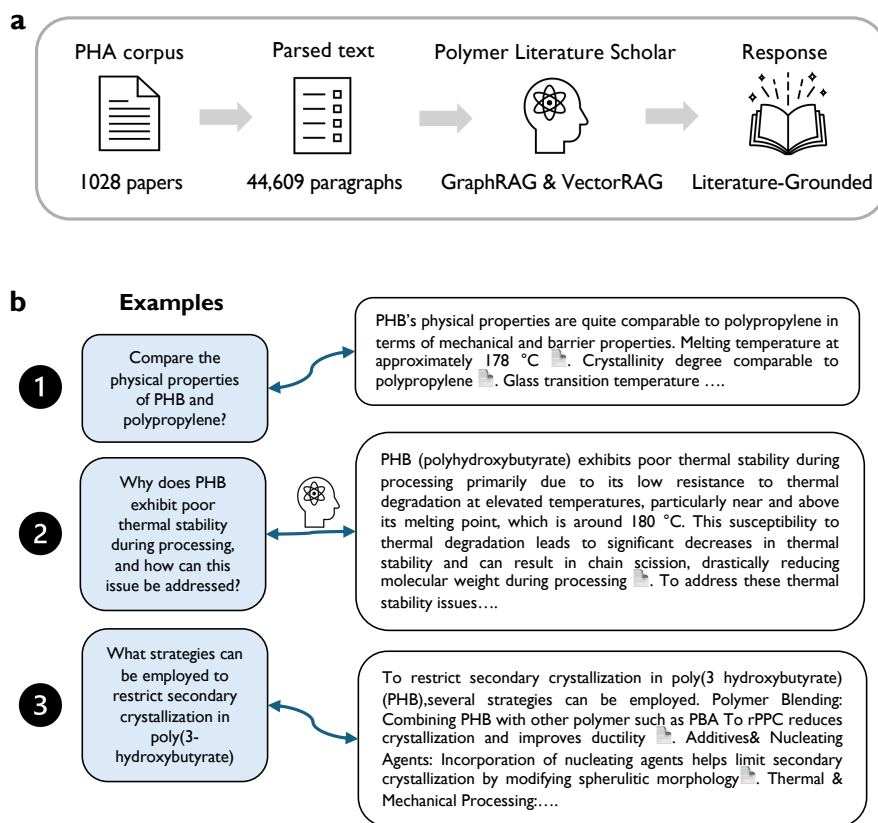 a
PHA corpus
Parsed text
Polymer Literature Scholar
Response
1028 papers
44,609 paragraphs
GraphRAG & VectorRAG
Literature-Grounded
b
Examples
1
Compare the
physical properties
of PHB and
polypropylene?
PHB's physical properties are quite comparable to polypropylene in
terms of mechanical and barrier properties. Melting temperature at
approximately 178 °C . Crystallinity degree comparable to
polypropylene . Glass transition temperature ….
2
Why does PHB
exhibit poor
thermal stability
during processing,
and how can this
issue be addressed?
PHB (polyhydroxybutyrate) exhibits poor thermal stability during
processing primarily due to its low resistance to thermal
degradation at elevated temperatures, particularly near and above
its melting point, which is around 180 °C. This susceptibility to
thermal degradation leads to significant decreases in thermal
stability and can result in chain scission, drastically reducing
molecular weight during processing . To address these thermal
stability issues….
3
What strategies can
be employed to
restrict secondary
crystallization in
poly(3-
hydroxybutyrate)
To restrict secondary crystallization in poly(3 hydroxybutyrate)
(PHB),several strategies can be employed. Polymer Blending:
Combining PHB with other polymer such as PBA To rPPC reduces
crystallization and improves ductility . Additives& Nucleating
Agents: Incorporation of nucleating agents helps limit secondary
crystallization by modifying spherulitic morphology . Thermal &
Mechanical Processing:….